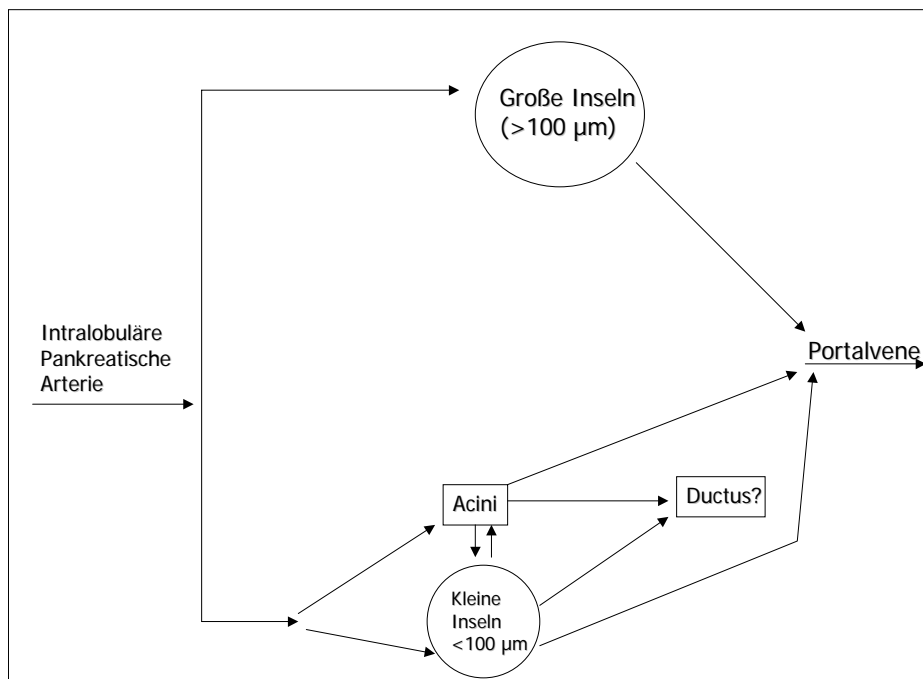 Große Inseln
(>100 µm)
Intralobuläre
Pankreatische
Arterie
Portalvene
Acini
Ductus?
Kleine
Inseln
<100 µm